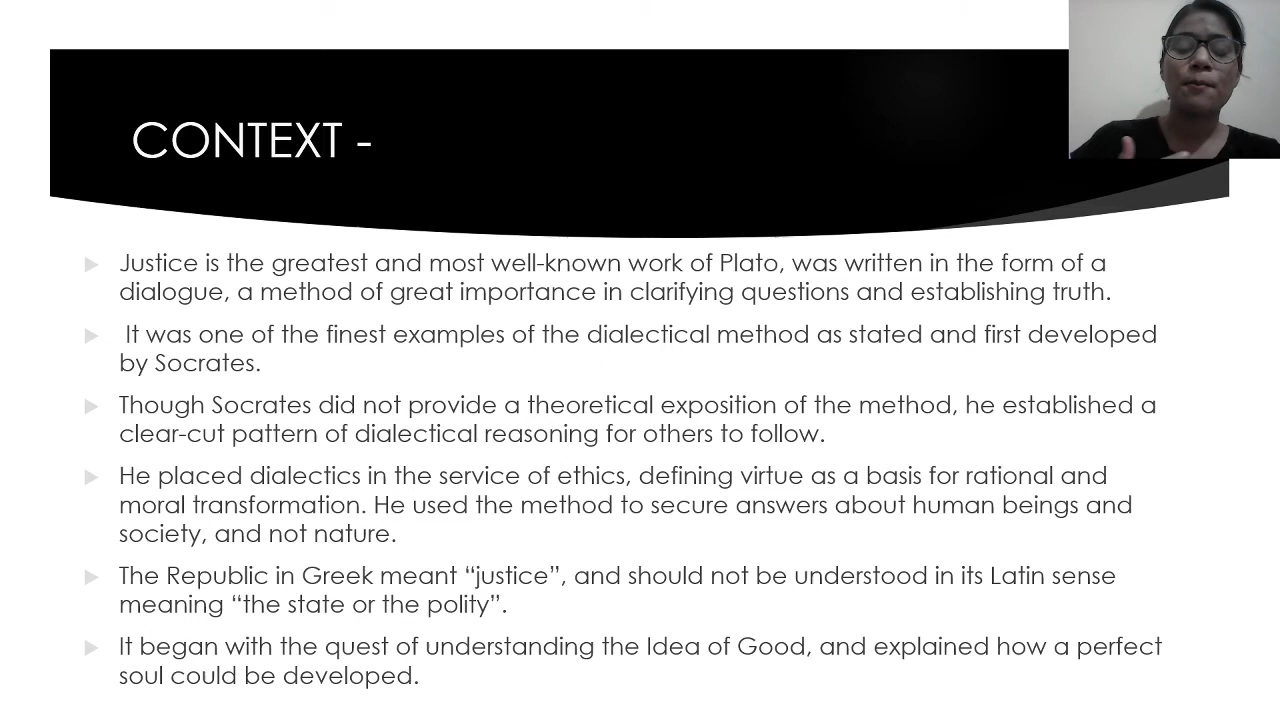 CONTEXT -
Justice is the greatest and most well-known work of Plato, was written in the form of a
dialogue, a method of great importance in clarifying questions and establishing truth.
It was one of the finest examples of the dialectical method as stated and first developed
by Socrates.
Though Socrates did not provide a theoretical exposition of the method, he established a
clear-cut pattern of dialectical reasoning for others to follow.
He placed dialectics in the service of ethics, defining virtue as a basis for rational and
moral transformation. He used the method to secure answers about human beings and
society, and not nature.
The Republic in Greek meant “justice”, and should not be understood in its Latin sense
meaning “the state or the polity”.
It began with the quest of understanding the Idea of Good, and explained how a perfect
soul could be developed.